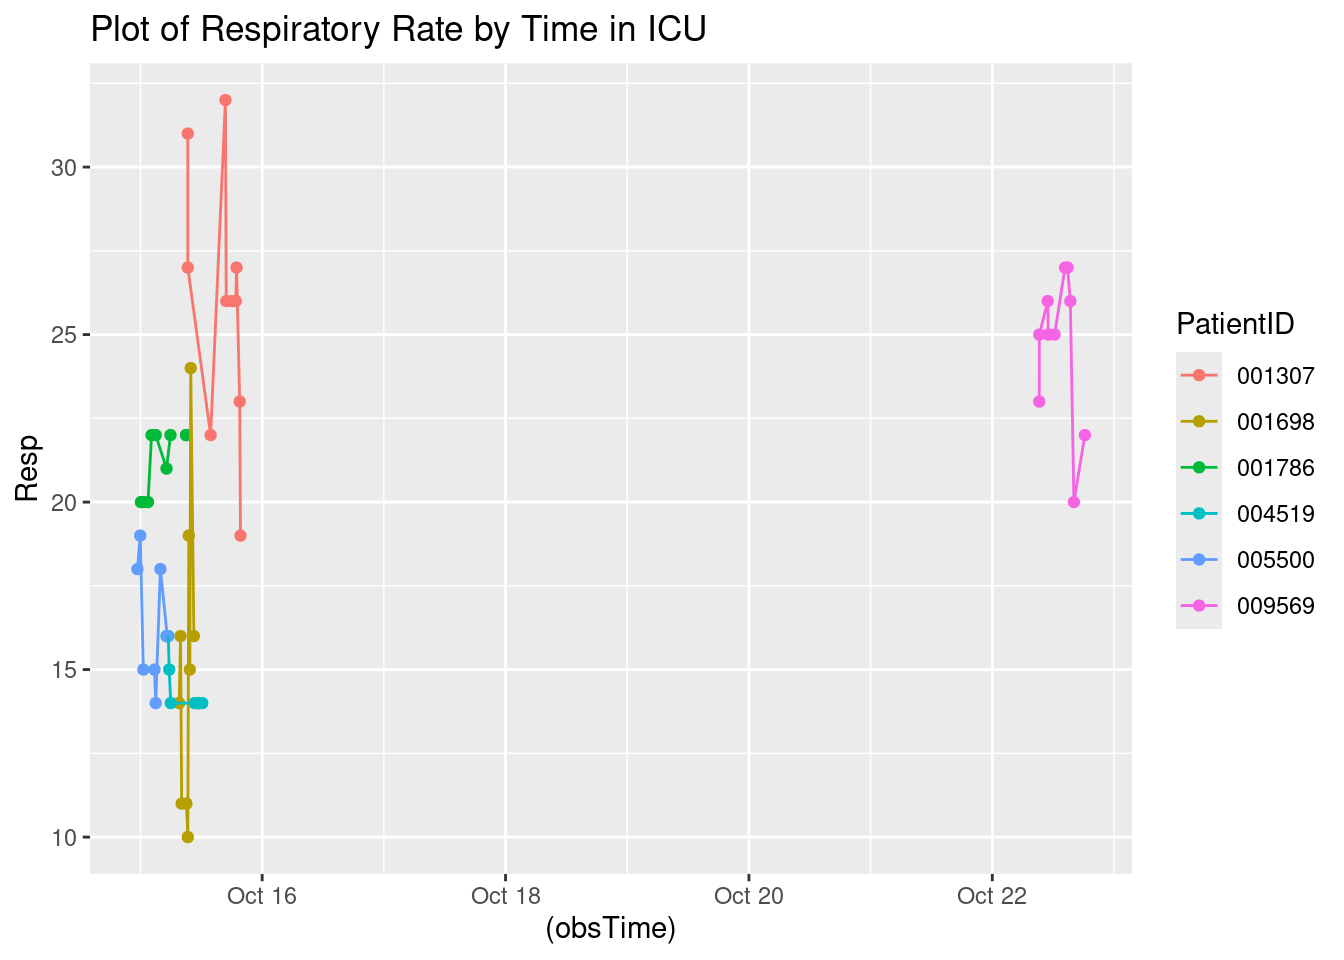 Plot of Respiratory Rate by Time in ICU
30
25
20
15
10
Resp
Oct 16
Oct 18
Oct 20
Oct 22
(obsTime)
PatientID
001307
001698
001786
004519
005500
009569